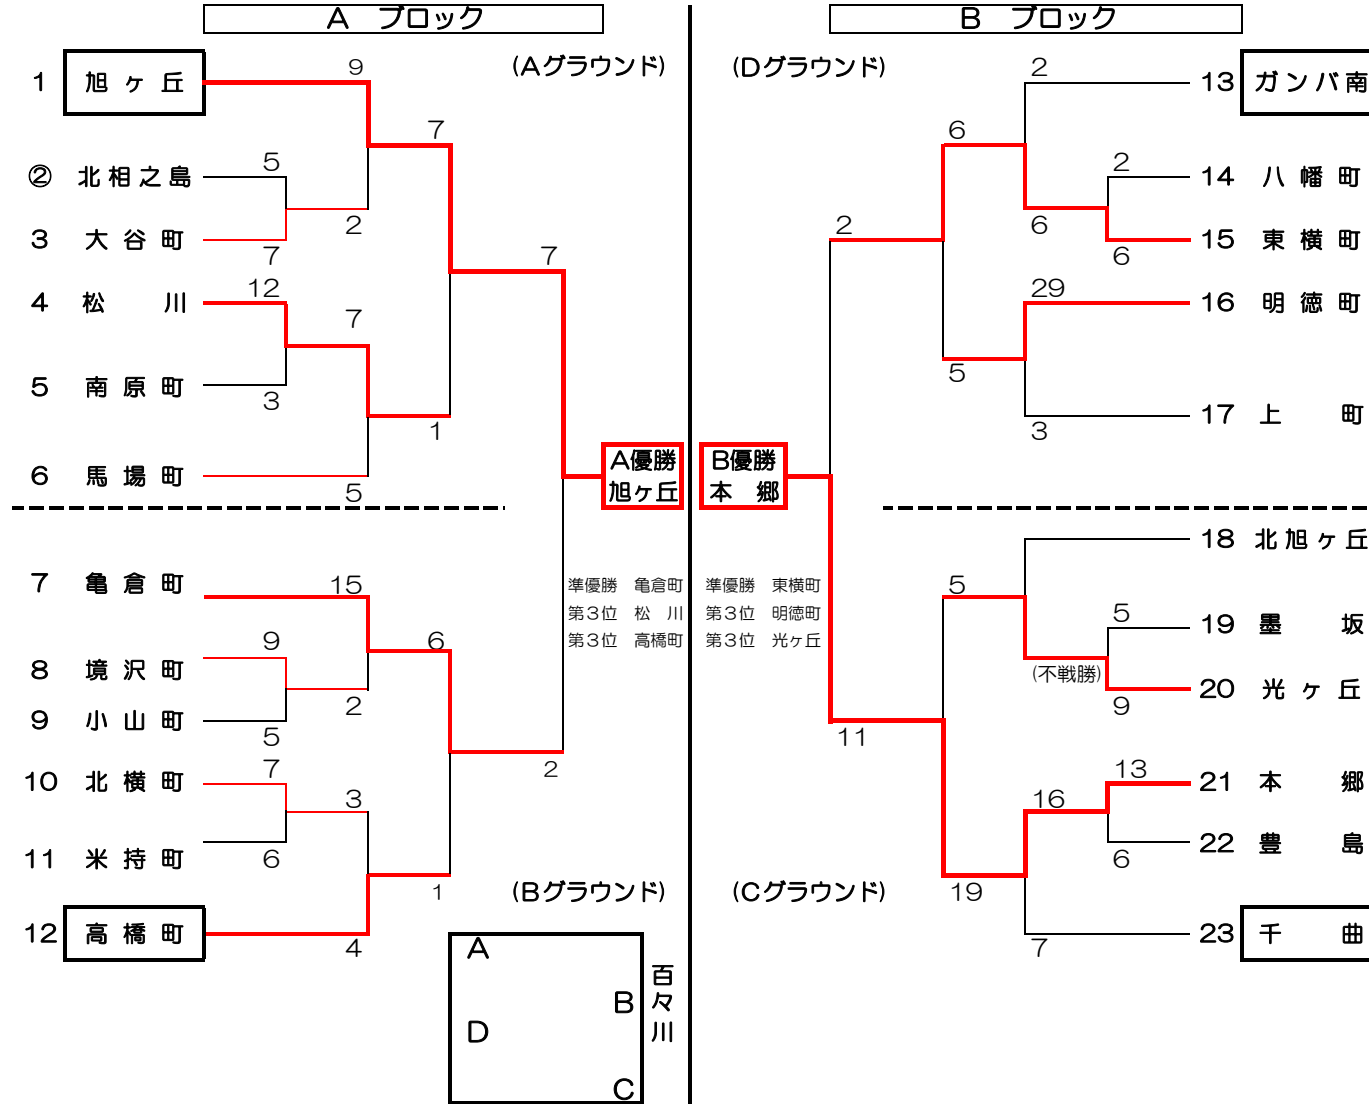 A ブロック
B ブロック
(Aグラウンド)
(Dグラウンド)
1 旭ヶ丘
9
7
② 北相之島
5
2
3 大谷町
7
7
4 松 川
12
7
5 南原町
3
1
6 馬場町
5
A優勝
旭ヶ丘
7 亀倉町
15
6
8 境沢町
9
2
9 小山町
5
2
10 北横町
7
3
11 米持町
6
1
12 高橋町
4
(Bグラウンド)
準優勝 亀倉町
第3位 松 川
第3位 高橋町
2
13 ガンバ南
6
2
14 八幡町
2
6
15 東横町
6
29
16 明徳町
5
17 上 町
3
B優勝
本 郷
準優勝 東横町
第3位 明徳町
第3位 光ヶ丘
18 北旭ヶ丘
5
5
19 墨 坂
(不戦勝)
20 光ヶ丘
9
11
13
21 本 郷
16
22 豊 島
6
19
(Cグラウンド)
23 千 曲
7
A
B
D
C
百々川